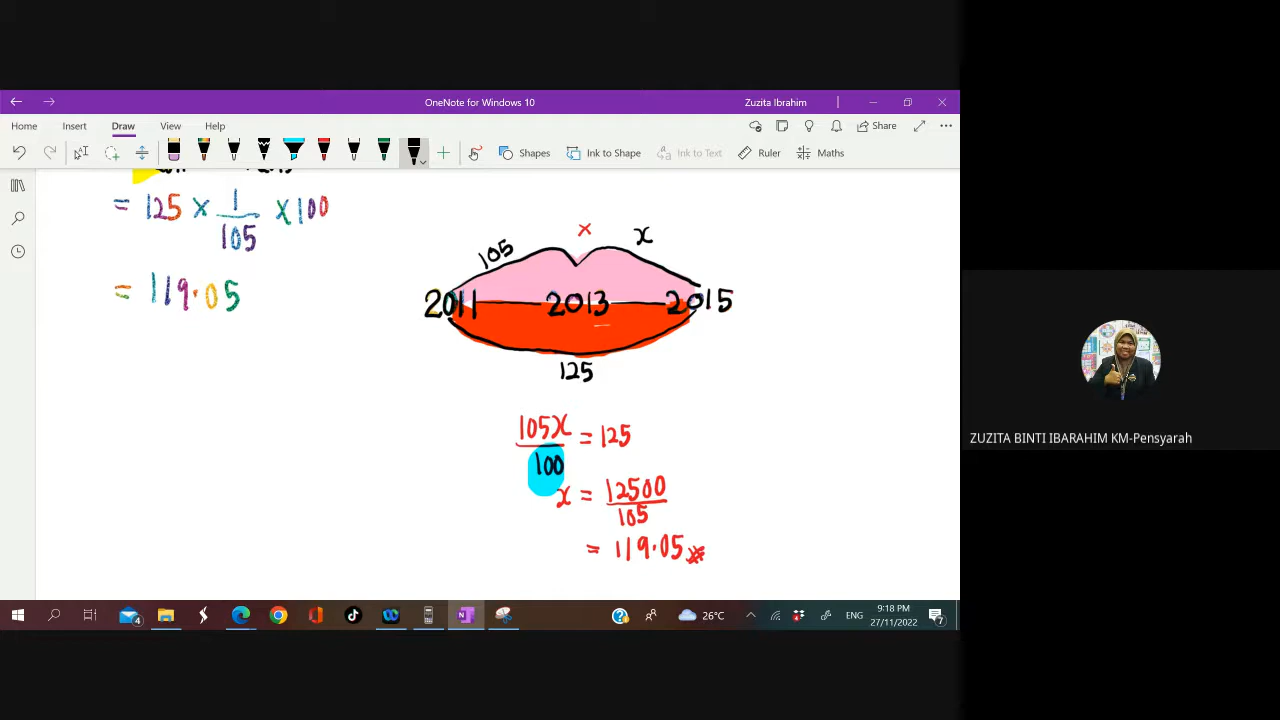 OneNote for Windows 10
Zuzita Ibrahim
Home Insert Draw View Help
Share
Shapes Ink to Shape Ink to Text Ruler Maths
= 125 × 1/105 × 100
= 119.05
×
105
x
2011 2013 2015
125
105x/100 = 125
x = 12500/105
= 119.05
ZUZITA BINTI IBARAHIM KM-Pensyarah
4
26°C
ENG
9:18 PM
27/11/2022
7